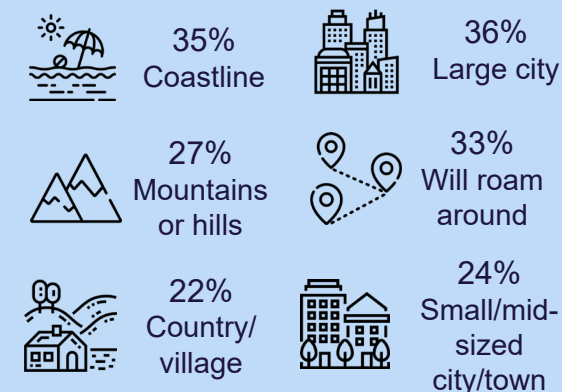 35%
Coastline
36%
Large city
27%
Mountains
or hills
33%
Will roam
around
22%
Country/
village
24%
Small/mid-
sized
city/town